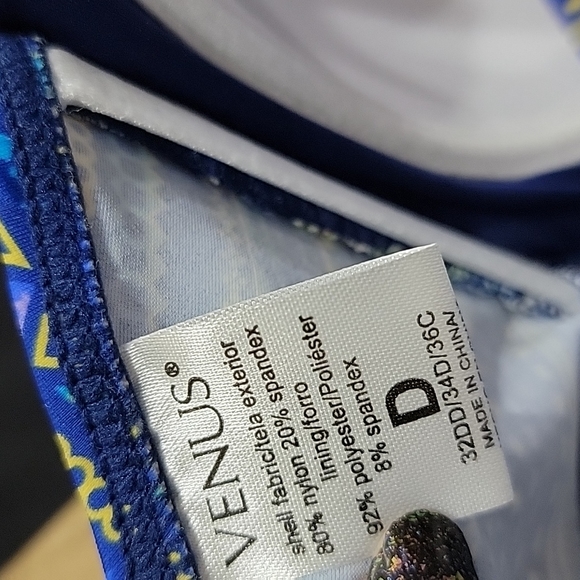 VENUS®
shell fabric/tela exterior
80% nylon 20% spandex
lining/forro
92% polyester/Poliéster
8% spandex
D
32DD/34D/36C
MADE IN CHINA/